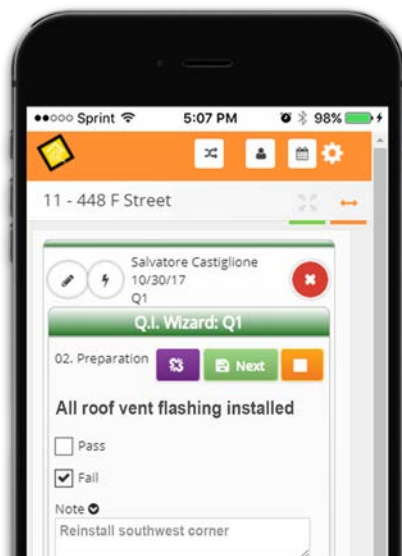 Sprint 5:07 PM 98%
11 - 448 F Street
Salvatore Castiglione
10/30/17
Q1
Q.I. Wizard: Q1
02. Preparation Next
All roof vent flashing installed
Pass
Fail
Note
Reinstall southwest corner